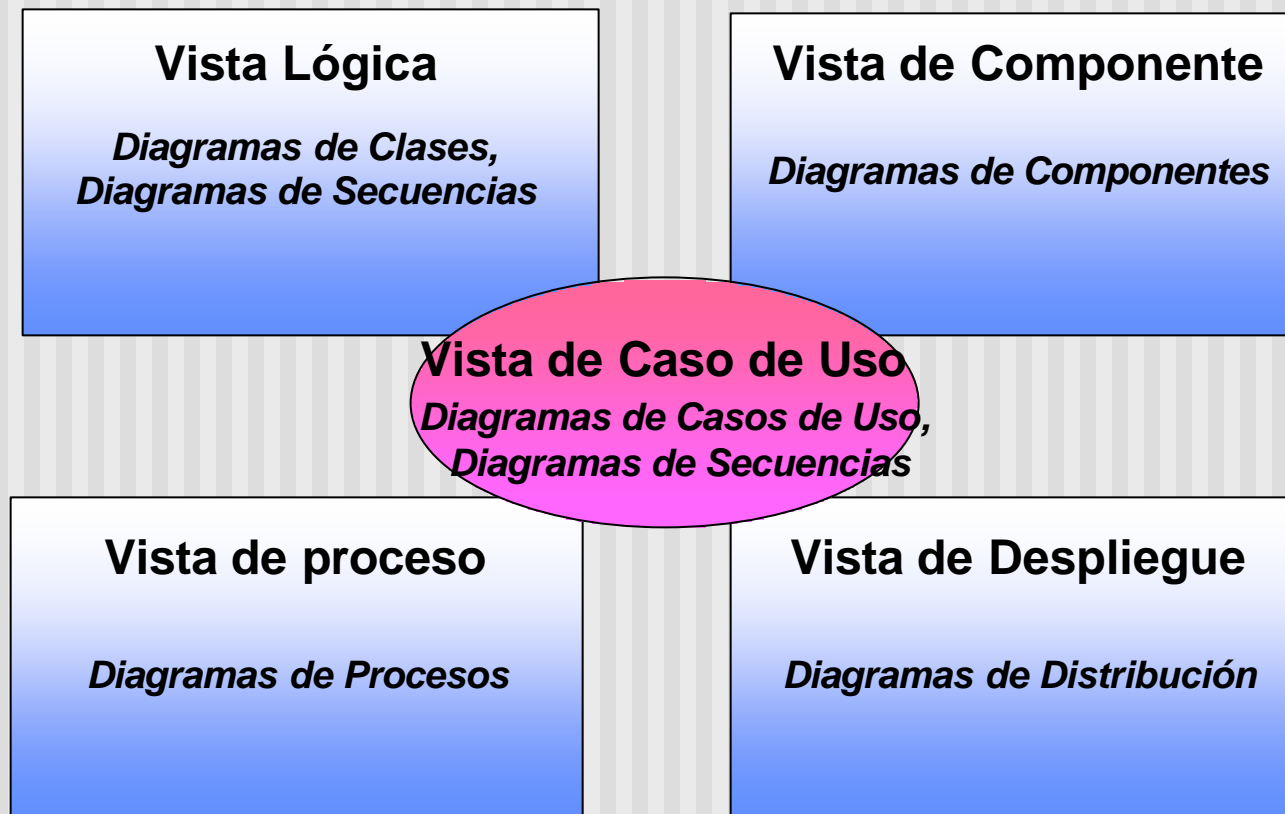 Vista Lógica
Diagramas de Clases,
Diagramas de Secuencias
Vista de Componente
Diagramas de Componentes
Vista de Caso de Uso
Diagramas de Casos de Uso,
Diagramas de Secuencias
Vista de proceso
Diagramas de Procesos
Vista de Despliegue
Diagramas de Distribución